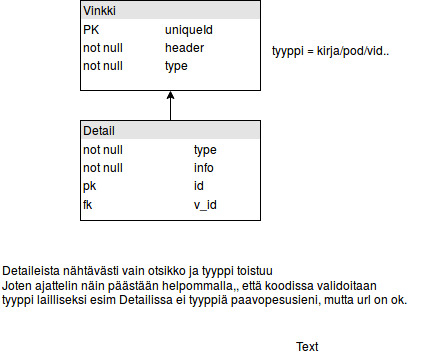 Vinkki
PK uniqueId
not null header
not null type
tyyppi = kirja/pod/vid..
Detail
not null type
not null info
pk id
fk v_id
Detaileista nähtävästi vain otsikko ja tyyppi toistuu
Joten ajattelin näin päästään helpommalla,, että koodissa validoitaan
tyyppi lailliseksi esim Detailissa ei tyyppiä paavopesusieni, mutta url on ok.
Text